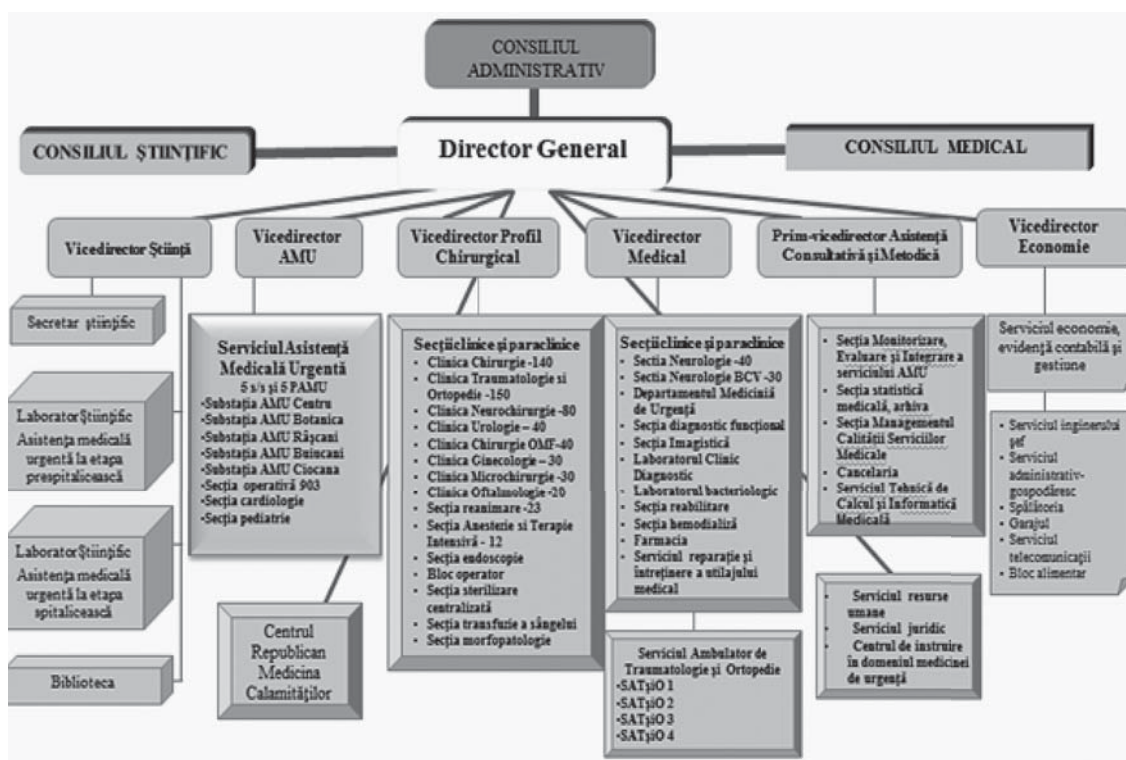 CONSILIUL
ADMINISTRATIV
CONSILIUL ŞTIINŢIFIC
Director General
CONSILIUL MEDICAL
Vicedirector Ştiinţă
Vicedirector
AMU
Vicedirector Profil
Chirurgical
Vicedirector
Medical
Prim-vicedirector Asistenţă
Consultativă şi Metodică
Vicedirector
Economie
Secretar ştiinţific
Laborator Ştiinţific
Asistenţa medicală
urgentă la etapa
prespitalicească
Laborator Ştiinţific
Asistenţa medicală
urgentă la etapa
spitalicească
Biblioteca
Serviciul Asistenţă
Medicală Urgentă
5 s/s şi 5 PAMU
•Substaţia AMU Centru
•Substaţia AMU Botanica
•Substaţia AMU Râşcani
•Substaţia AMU Buiucani
•Substaţia AMU Ciocana
•Secţia operativă 903
•Secţia cardiologie
•Secţia pediatrie
Centrul
Republican
Medicina
Calamităţilor
Secţii clinice şi paraclinice
• Clinica Chirurgie -140
• Clinica Traumatologie si
Ortopedie -150
• Clinica Neurochirurgie -80
• Clinica Urologie – 40
• Clinica Chirurgie OMF-40
• Clinica Ginecologie – 30
• Clinica Microchirurgie -30
• Clinica Oftalmologie -20
• Secţia reanimare -23
• Secţia Anestezie si Terapie
Intensivă - 12
• Secţia endoscopie
• Bloc operator
• Secţia sterilizare
centralizată
• Secţia transfuzie a sângelui
• Secţia morfopatologie
Secţii clinice şi paraclinice
• Sectia Neurologie -40
• Sectia Neurologie BCV -30
• Departamentul Medicină
de Urgenţă
• Secţia diagnostic funcţional
• Secţia Imagistică
• Laboratorul Clinic
Diagnostic
• Laboratorul bacteriologic
• Secţia reabilitare
• Secţia hemodializă
• Farmacia
• Serviciul reparaţie şi
întreţinere a utilajului
medical
Serviciul Ambulator de
Traumatologie şi Ortopedie
•SATşiO 1
•SATşiO 2
•SATşiO 3
•SATşiO 4
• Secţia Monitorizare,
Evaluare şi Integrare a
serviciului AMU
• Secţia statistică
medicală, arhiva
• Secţia Managementul
Calităţii Serviciilor
Medicale
• Cancelaria
• Serviciul Tehnică de
Calcul şi Informatică
Medicală
• Serviciul resurse
umane
• Serviciul juridic
• Centrul de instruire
în domeniul medicinei
de urgenţă
Serviciul economie,
evidenţă contabilă şi
gestiune
• Serviciul inginerului
şef
• Serviciul
administrativ-
gospodăresc
• Spălătoria
• Garajul
• Serviciul
telecomunicaţii
• Bloc alimentar